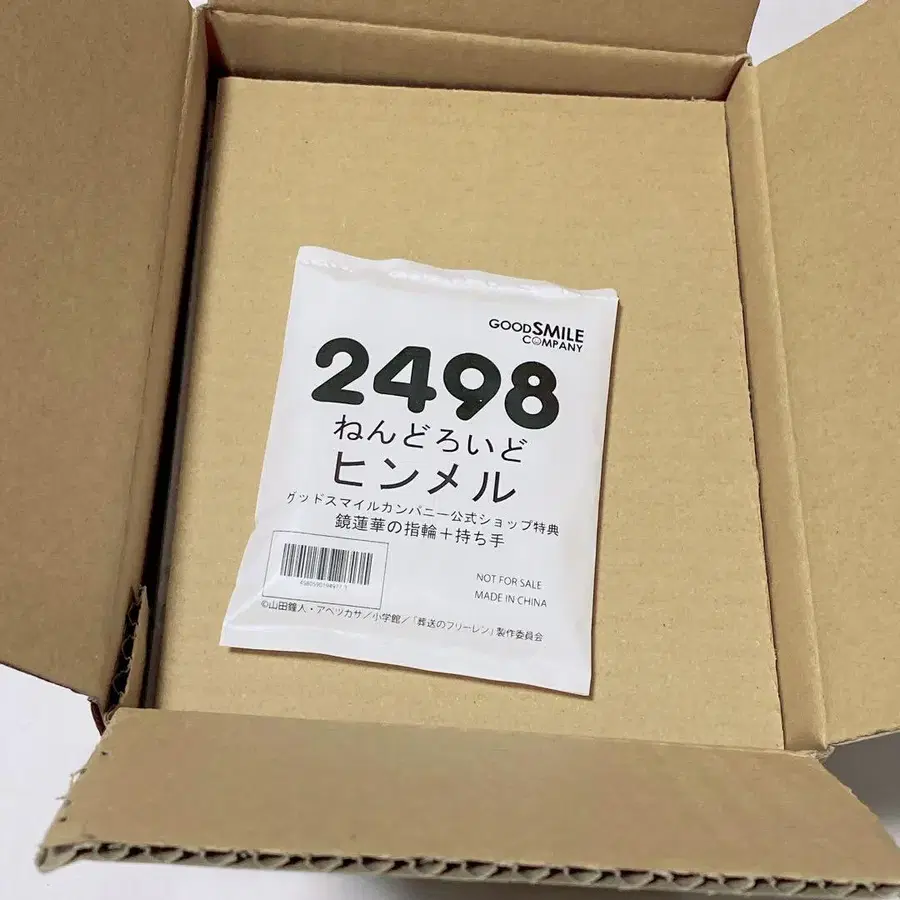 GOODSMILE
COMPANY
2498
ねんどろいど
ヒンメル
グッドスマイルカンパニー公式ショップ特典
鏡蓮華の指輪＋持ち手
NOT FOR SALE
MADE IN CHINA
©山田鐘人・アベツカサ／小学館／「葬送のフリーレン」製作委員会